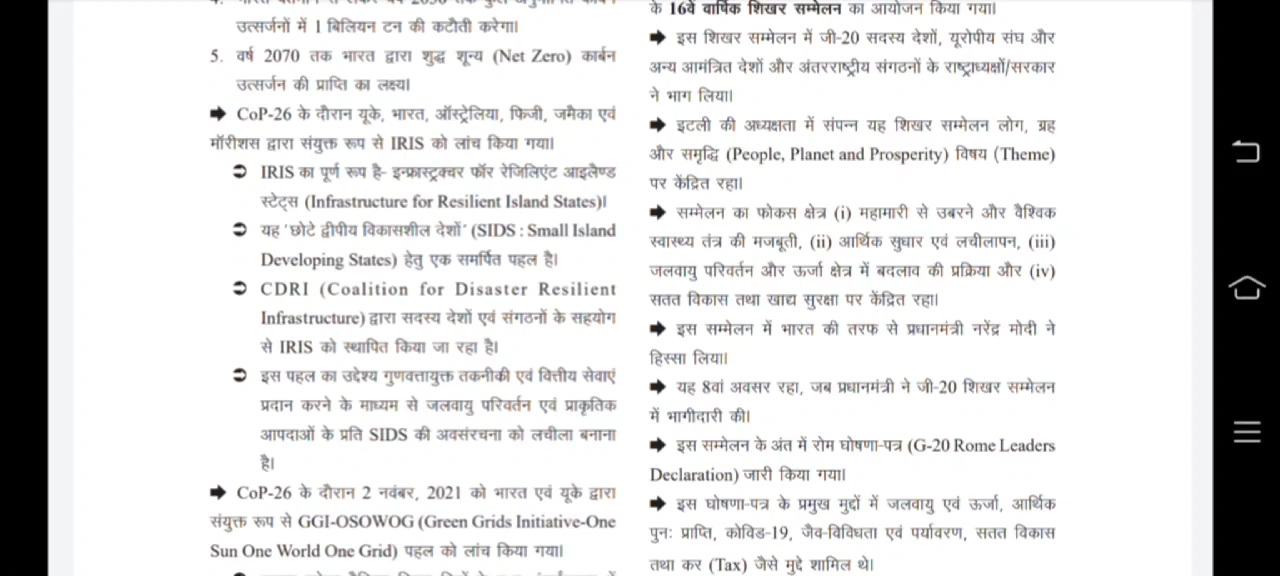 उत्सर्जनों में 1 बिलियन टन की कटौती करेगा।
5. वर्ष 2070 तक भारत द्वारा शुद्ध शून्य (Net Zero) कार्बन
उत्सर्जन की प्राप्ति का लक्ष्य।
➡ CoP-26 के दौरान यूके, भारत, ऑस्ट्रेलिया, फिजी, जमैका एवं
मॉरीशस द्वारा संयुक्त रूप से IRIS को लांच किया गया।
➲ IRIS का पूर्ण रूप है- इन्फ्रास्ट्रक्चर फॉर रेजिलिएंट आइलैण्ड
स्टेट्स (Infrastructure for Resilient Island States)।
➲ यह 'छोटे द्वीपीय विकासशील देशों' (SIDS : Small Island
Developing States) हेतु एक समर्पित पहल है।
➲ CDRI (Coalition for Disaster Resilient
Infrastructure) द्वारा सदस्य देशों एवं संगठनों के सहयोग
से IRIS को स्थापित किया जा रहा है।
➲ इस पहल का उद्देश्य गुणवत्तायुक्त तकनीकी एवं वित्तीय सेवाएं
प्रदान करने के माध्यम से जलवायु परिवर्तन एवं प्राकृतिक
आपदाओं के प्रति SIDS की अवसंरचना को लचीला बनाना
है।
➡ CoP-26 के दौरान 2 नवंबर, 2021 को भारत एवं यूके द्वारा
संयुक्त रूप से GGI-OSOWOG (Green Grids Initiative-One
Sun One World One Grid) पहल को लांच किया गया।
के 16वें वार्षिक शिखर सम्मेलन का आयोजन किया गया।
➡ इस शिखर सम्मेलन में जी-20 सदस्य देशों, यूरोपीय संघ और
अन्य आमंत्रित देशों और अंतरराष्ट्रीय संगठनों के राष्ट्राध्यक्षों/सरकार
ने भाग लिया।
➡ इटली की अध्यक्षता में संपन्न यह शिखर सम्मेलन लोग, ग्रह
और समृद्धि (People, Planet and Prosperity) विषय (Theme)
पर केंद्रित रहा।
➡ सम्मेलन का फोकस क्षेत्र (i) महामारी से उबरने और वैश्विक
स्वास्थ्य तंत्र की मजबूती, (ii) आर्थिक सुधार एवं लचीलापन, (iii)
जलवायु परिवर्तन और ऊर्जा क्षेत्र में बदलाव की प्रक्रिया और (iv)
सतत विकास तथा खाद्य सुरक्षा पर केंद्रित रहा।
➡ इस सम्मेलन में भारत की तरफ से प्रधानमंत्री नरेंद्र मोदी ने
हिस्सा लिया।
➡ यह 8वां अवसर रहा, जब प्रधानमंत्री ने जी-20 शिखर सम्मेलन
में भागीदारी की।
➡ इस सम्मेलन के अंत में रोम घोषणा-पत्र (G-20 Rome Leaders
Declaration) जारी किया गया।
➡ इस घोषणा-पत्र के प्रमुख मुद्दों में जलवायु एवं ऊर्जा, आर्थिक
पुनः प्राप्ति, कोविड-19, जैव-विविधता एवं पर्यावरण, सतत विकास
तथा कर (Tax) जैसे मुद्दे शामिल थे।